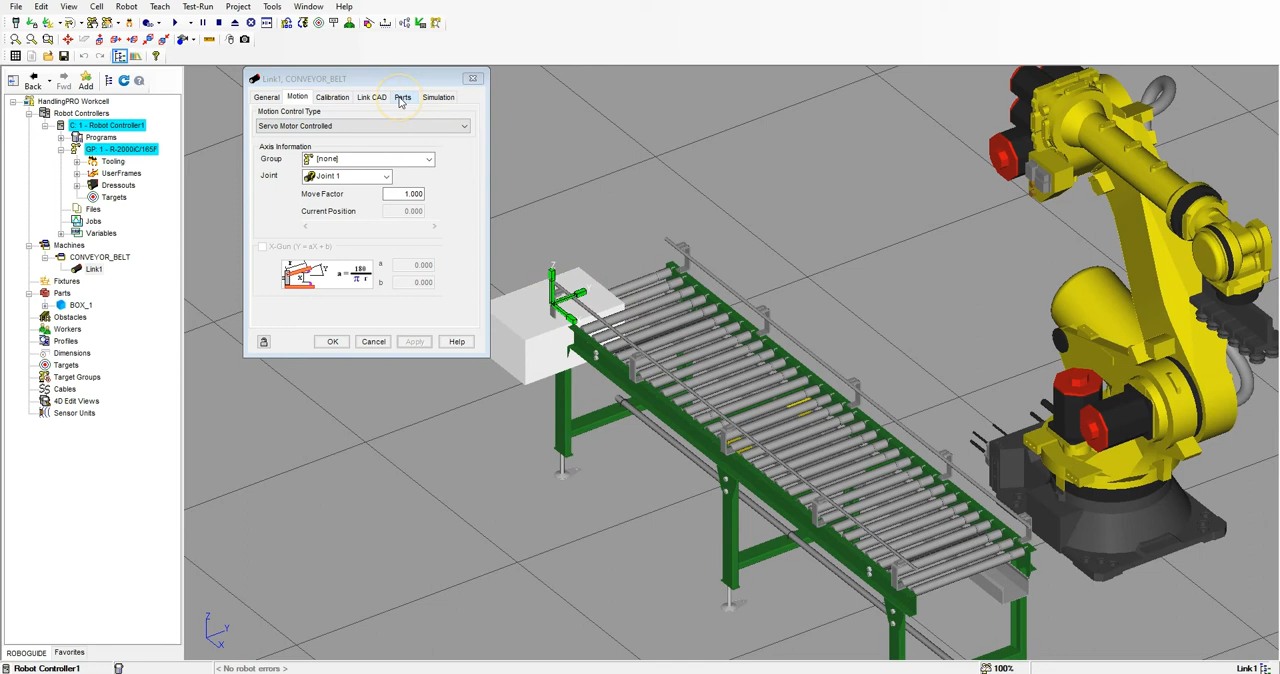 File Edit View Cell Robot Teach Test-Run Project Tools Window Help
Back Fwd Add
HandlingPRO Workcell
Robot Controllers
C: 1 - Robot Controller1
Programs
GP: 1 - R-2000iC/165F
Tooling
UserFrames
Dressouts
Targets
Files
Jobs
Variables
Machines
CONVEYOR_BELT
Link1
Fixtures
Parts
BOX_1
Obstacles
Workers
Profiles
Dimensions
Targets
Target Groups
Cables
4D Edit Views
Sensor Units
ROBOGUIDE Favorites
Link1, CONVEYOR_BELT
General Motion Calibration Link CAD Parts Simulation
Motion Control Type
Servo Motor Controlled
Axis Information
Group [none]
Joint Joint 1
Move Factor 1.000
Current Position 0.000
X-Gun (Y = aX + b)
r Y X a = 180 / π r
a 0.000
b 0.000
OK Cancel Apply Help
Z
Z Y X
Robot Controller1 < No robot errors > 100% Link1